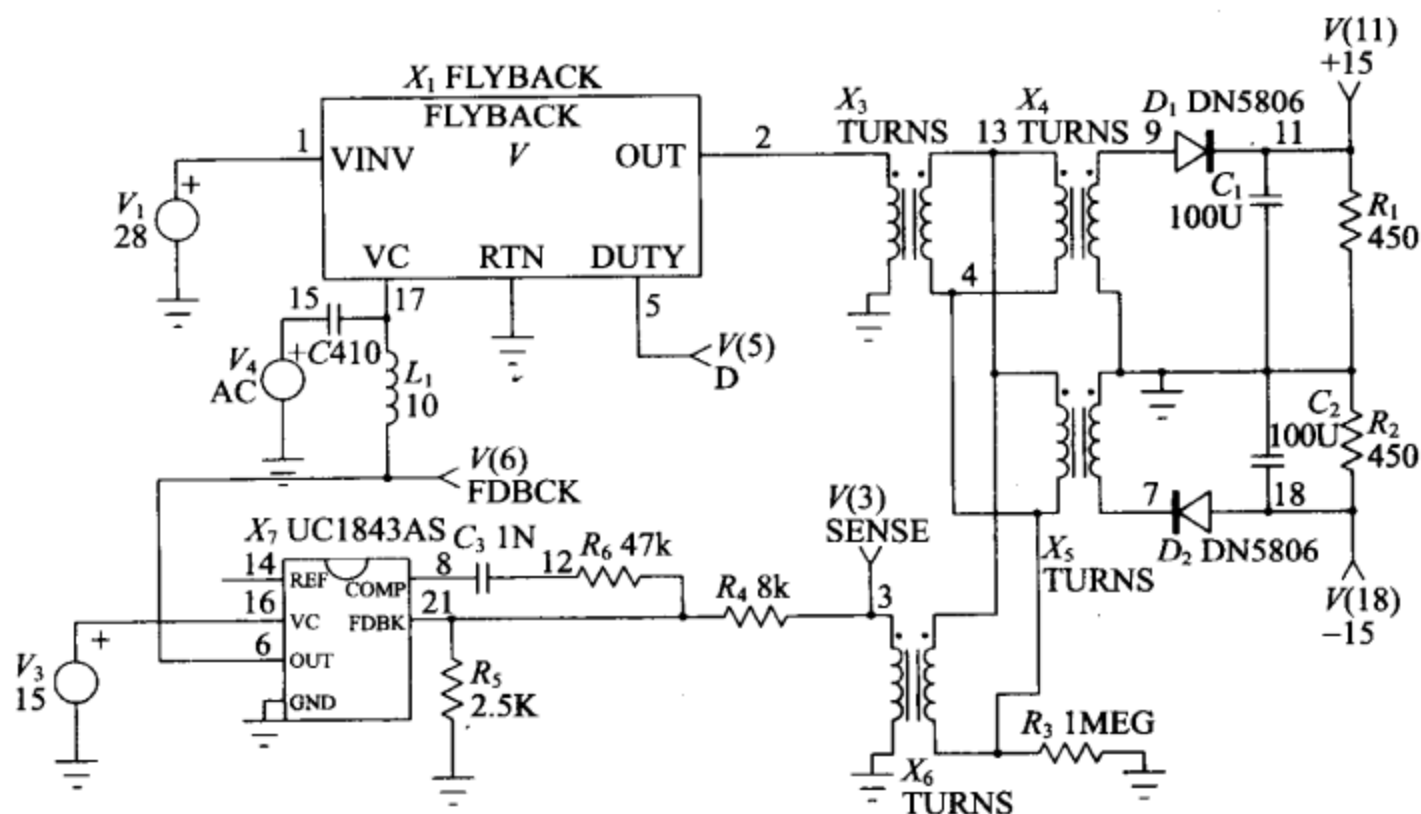 V(11)
+15
X₁ FLYBACK
FLYBACK
V
1
VINV
OUT
2
VC
RTN
DUTY
V₁
28
+
X₃
TURNS
13
X₄
TURNS
D₁ DN5806
9
11
C₁
100U
R₁
450
4
15
17
5
V(5)
D
V₄
AC
+C410
L₁
10
V(6)
FDBCK
C₂
100U
R₂
450
7
18
D₂ DN5806
V(18)
−15
X₅
TURNS
V(3)
SENSE
3
X₇ UC1843AS
C₃ 1N
R₆ 47k
R₄ 8k
14
REF
COMP
8
12
16
VC
FDBK
21
6
OUT
GND
V₃
15
+
R₅
2.5K
R₃ 1MEG
X₆
TURNS